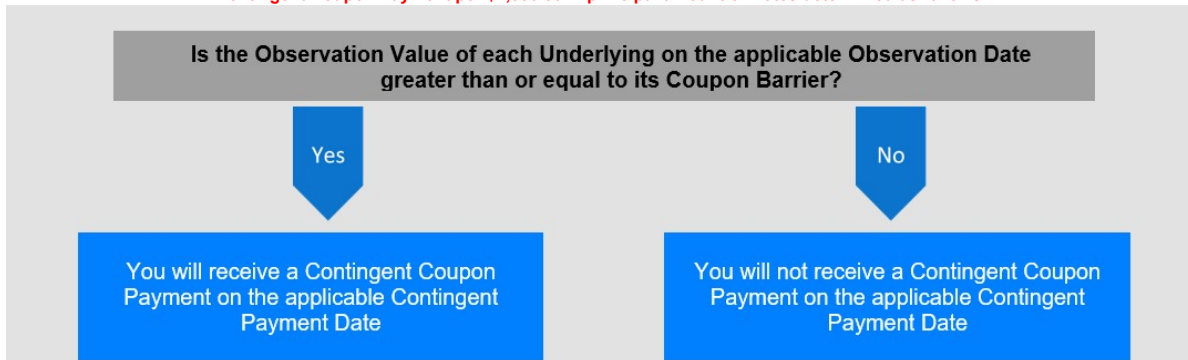 Is the Observation Value of each Underlying on the applicable Observation Date
greater than or equal to its Coupon Barrier?
Yes
No
You will receive a Contingent Coupon
Payment on the applicable Contingent
Payment Date
You will not receive a Contingent Coupon
Payment on the applicable Contingent
Payment Date